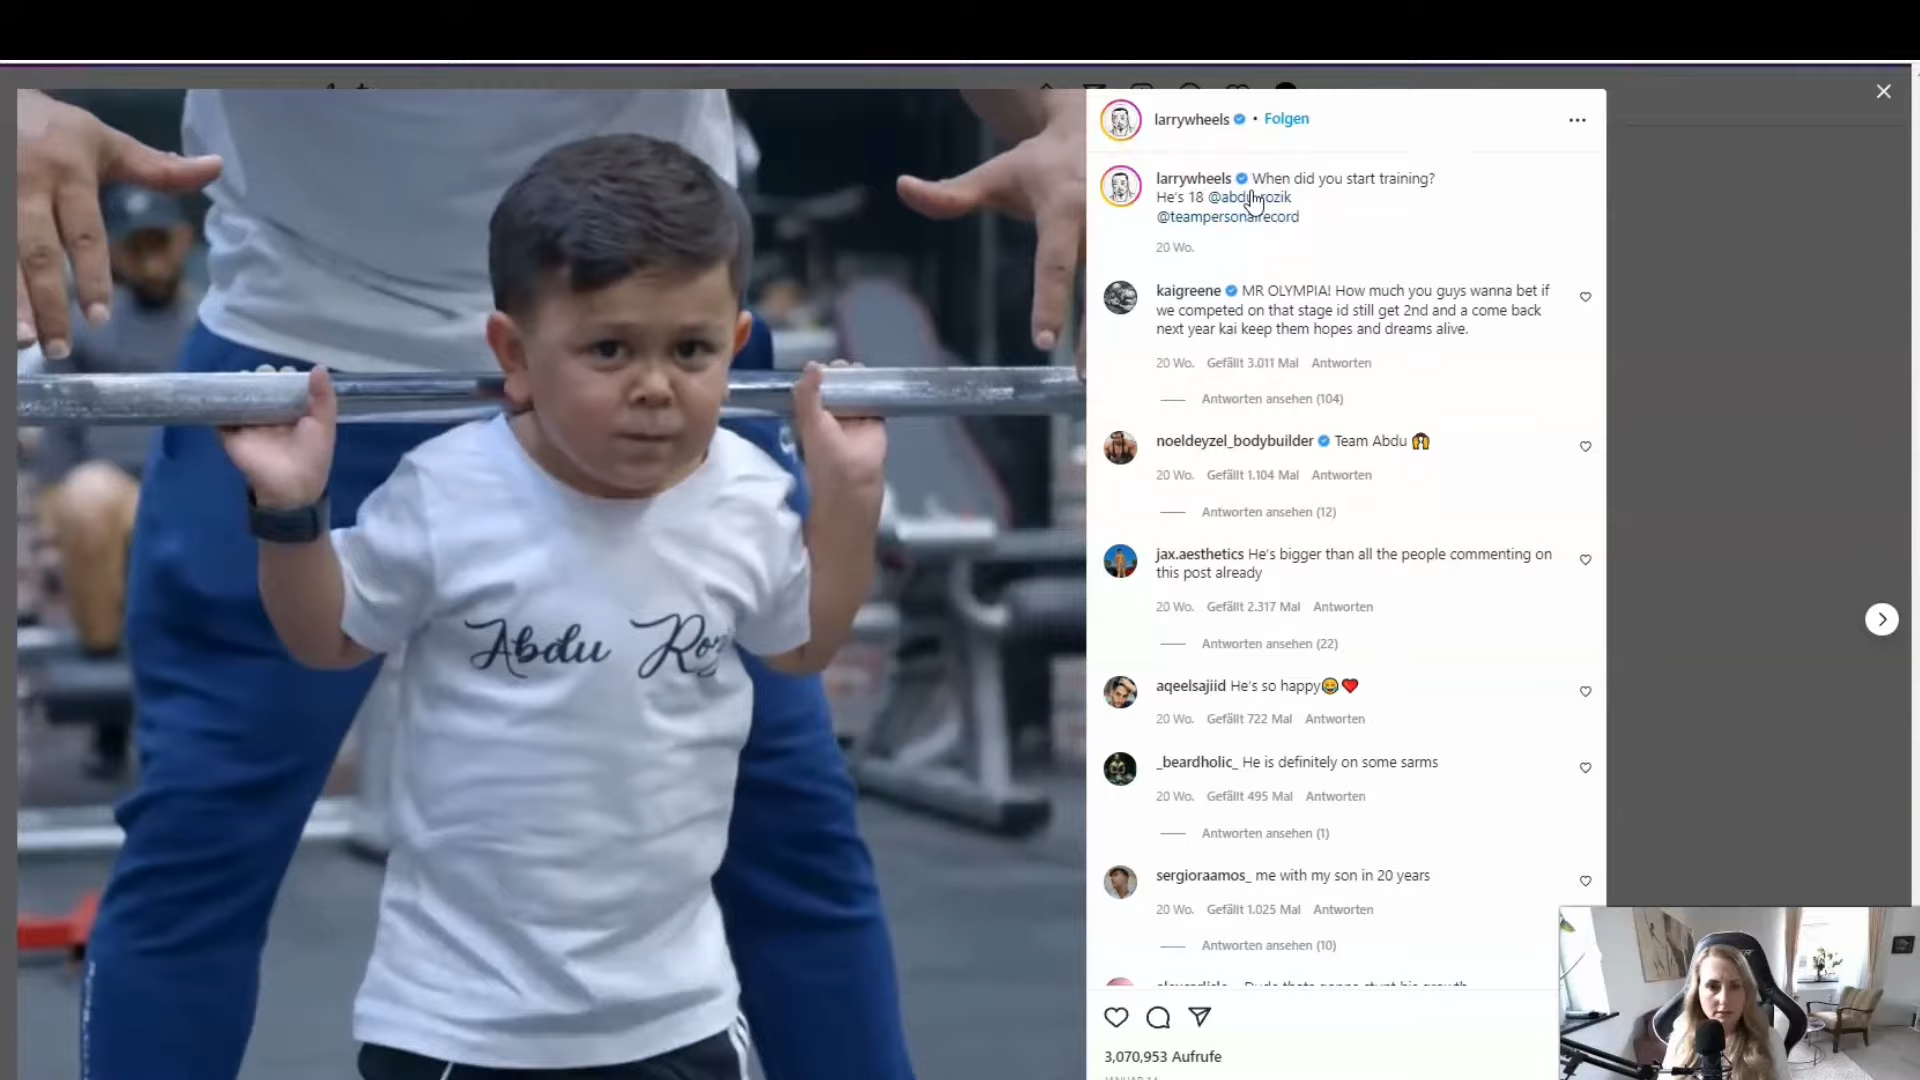 Abdu Roz
larrywheels • Folgen
larrywheels When did you start training?
He's 18 @abdu_rozik
@teampersonalrecord
20 Wo.
kaigreene MR OLYMPIA! How much you guys wanna bet if
we competed on that stage id still get 2nd and a come back
next year kai keep them hopes and dreams alive.
20 Wo. Gefällt 3.011 Mal Antworten
Antworten ansehen (104)
noeldeyzel_bodybuilder Team Abdu 🙌
20 Wo. Gefällt 1.104 Mal Antworten
Antworten ansehen (12)
jax.aesthetics He's bigger than all the people commenting on
this post already
20 Wo. Gefällt 2.317 Mal Antworten
Antworten ansehen (22)
aqeelsajiid He's so happy😂❤️
20 Wo. Gefällt 722 Mal Antworten
_beardholic_ He is definitely on some sarms
20 Wo. Gefällt 495 Mal Antworten
Antworten ansehen (1)
sergioraamos_ me with my son in 20 years
20 Wo. Gefällt 1.025 Mal Antworten
Antworten ansehen (10)
3,070,953 Aufrufe